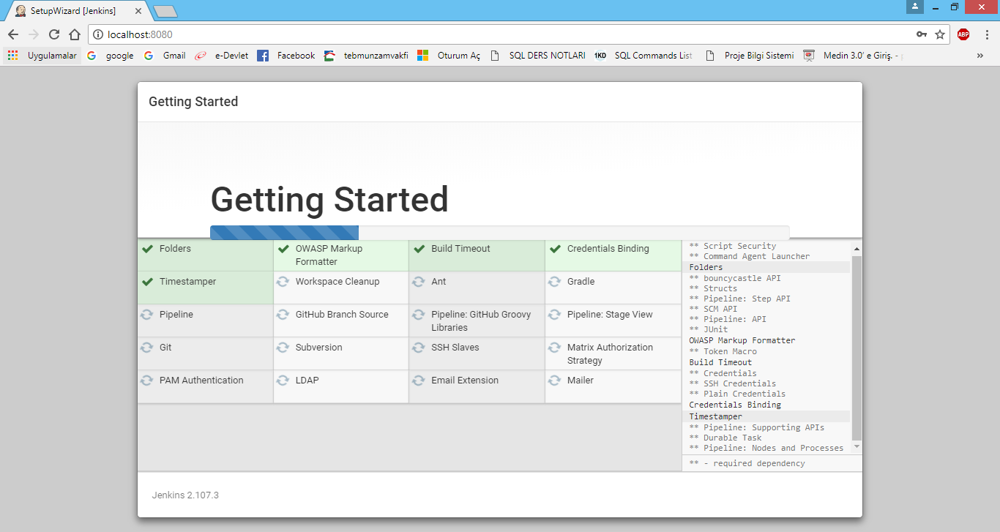 SetupWizard [Jenkins]
localhost:8080
ABP
Uygulamalar google Gmail e-Devlet Facebook tebmunzamvakfi Oturum Aç SQL DERS NOTLARI 1KD SQL Commands List Proje Bilgi Sistemi Medin 3.0' e Giriş. -
Getting Started
Getting Started
Folders
OWASP Markup
Formatter
Build Timeout
Credentials Binding
Timestamper
Workspace Cleanup
Ant
Gradle
Pipeline
GitHub Branch Source
Pipeline: GitHub Groovy
Libraries
Pipeline: Stage View
Git
Subversion
SSH Slaves
Matrix Authorization
Strategy
PAM Authentication
LDAP
Email Extension
Mailer
** Script Security
** Command Agent Launcher
Folders
** bouncycastle API
** Structs
** Pipeline: Step API
** SCM API
** Pipeline: API
** JUnit
OWASP Markup Formatter
** Token Macro
Build Timeout
** Credentials
** SSH Credentials
** Plain Credentials
Credentials Binding
Timestamper
** Pipeline: Supporting APIs
** Durable Task
** Pipeline: Nodes and Processes
** - required dependency
Jenkins 2.107.3